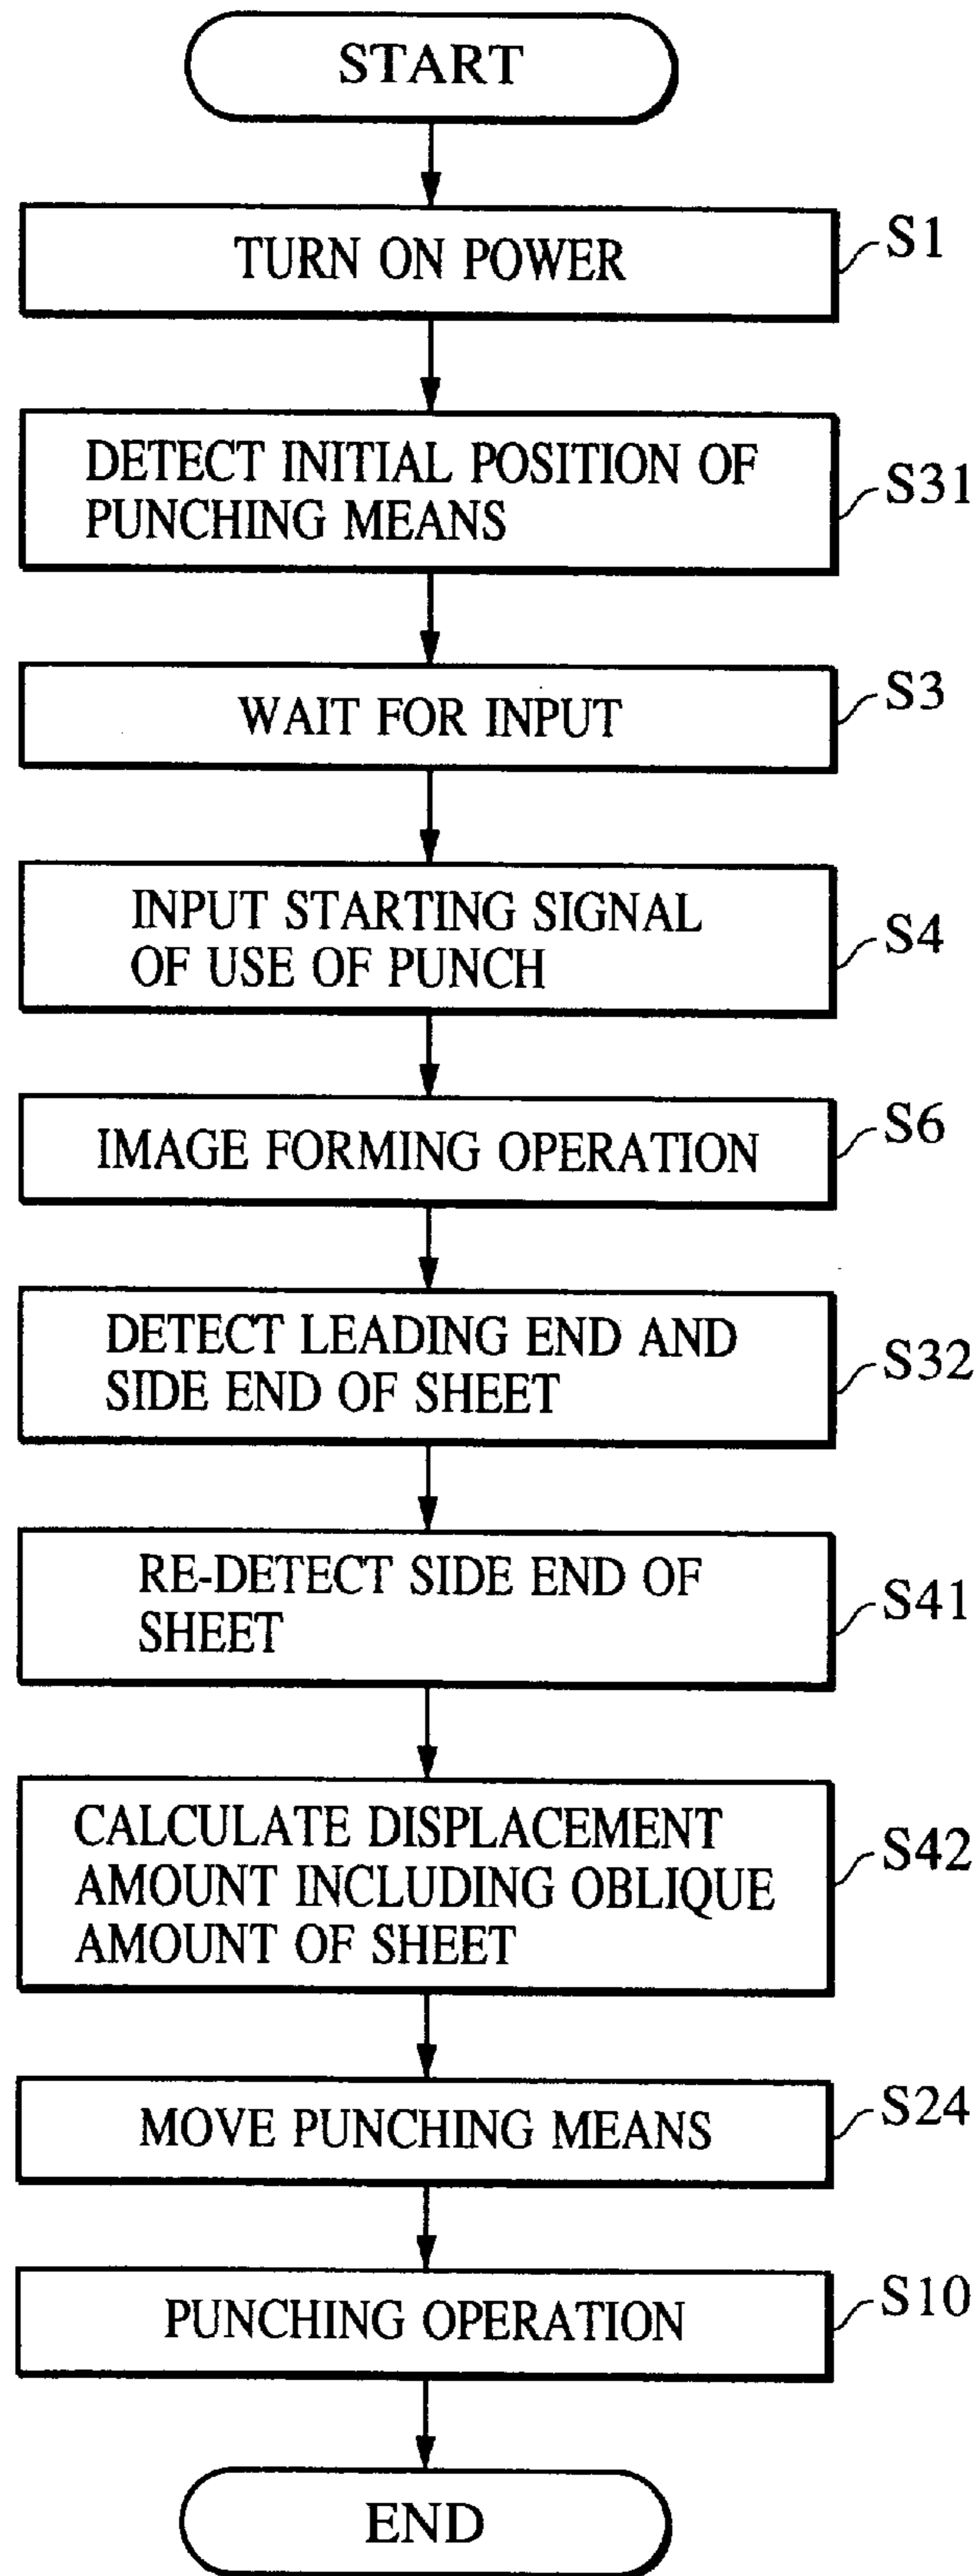 START
TURN ON POWER
S1
DETECT INITIAL POSITION OF
PUNCHING MEANS
S31
WAIT FOR INPUT
S3
INPUT STARTING SIGNAL
OF USE OF PUNCH
S4
IMAGE FORMING OPERATION
S6
DETECT LEADING END AND
SIDE END OF SHEET
S32
RE-DETECT SIDE END OF
SHEET
S41
CALCULATE DISPLACEMENT
AMOUNT INCLUDING OBLIQUE
AMOUNT OF SHEET
S42
MOVE PUNCHING MEANS
S24
PUNCHING OPERATION
S10
END